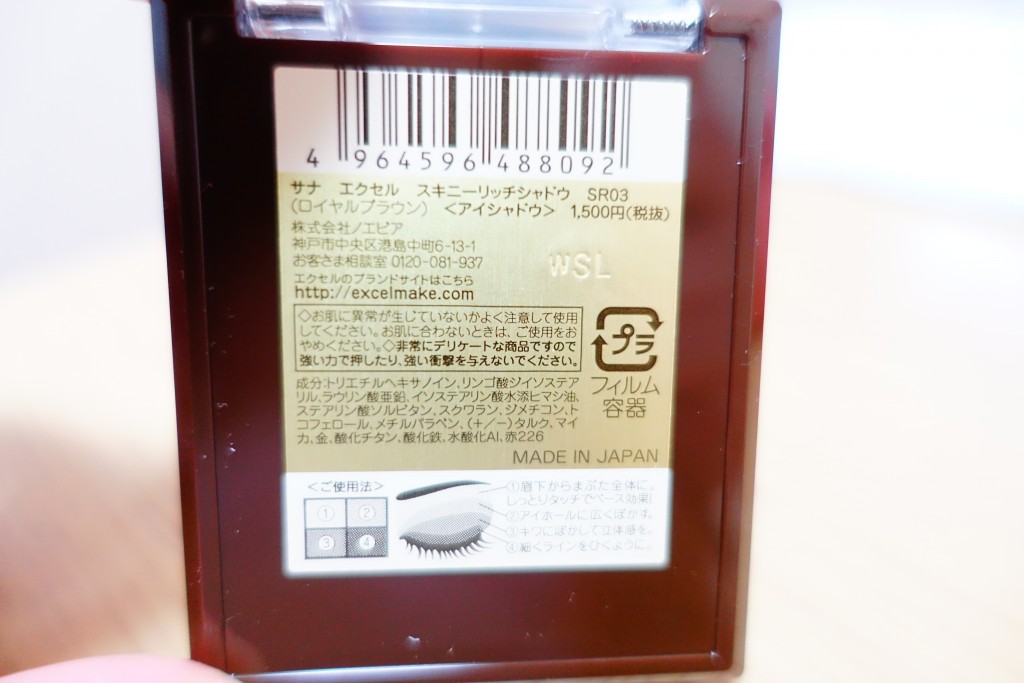 4 964596 488092
サナ エクセル スキニーリッチシャドウ SR03
(ロイヤルブラウン) <アイシャドウ> 1,500円(税抜)
株式会社ノエビア
神戸市中央区港島中町6-13-1
お客さま相談室 0120-081-937
WSL
エクセルのブランドサイトはこちら
http://excelmake.com
◇お肌に異常が生じていないかよく注意して使用
してください。お肌に合わないときは、ご使用をお
やめください。◇非常にデリケートな商品ですので
強い力で押したり、強い衝撃を与えないでください。
プラ
フィルム
容器
成分:トリエチルヘキサノイン、リンゴ酸ジイソステア
リル、ラウリン酸亜鉛、イソステアリン酸水添ヒマシ油、
ステアリン酸ソルビタン、スクワラン、ジメチコン、ト
コフェロール、メチルパラベン、(+/-)タルク、マイ
カ、金、酸化チタン、酸化鉄、水酸化Al、赤226
MADE IN JAPAN
<ご使用法>
① ②
③ ④
①眉下からまぶた全体に。
しっとりタッチでベース効果!
②アイホールに広くぼかす。
③キワにぼかして立体感を。
④細くラインをひくように。